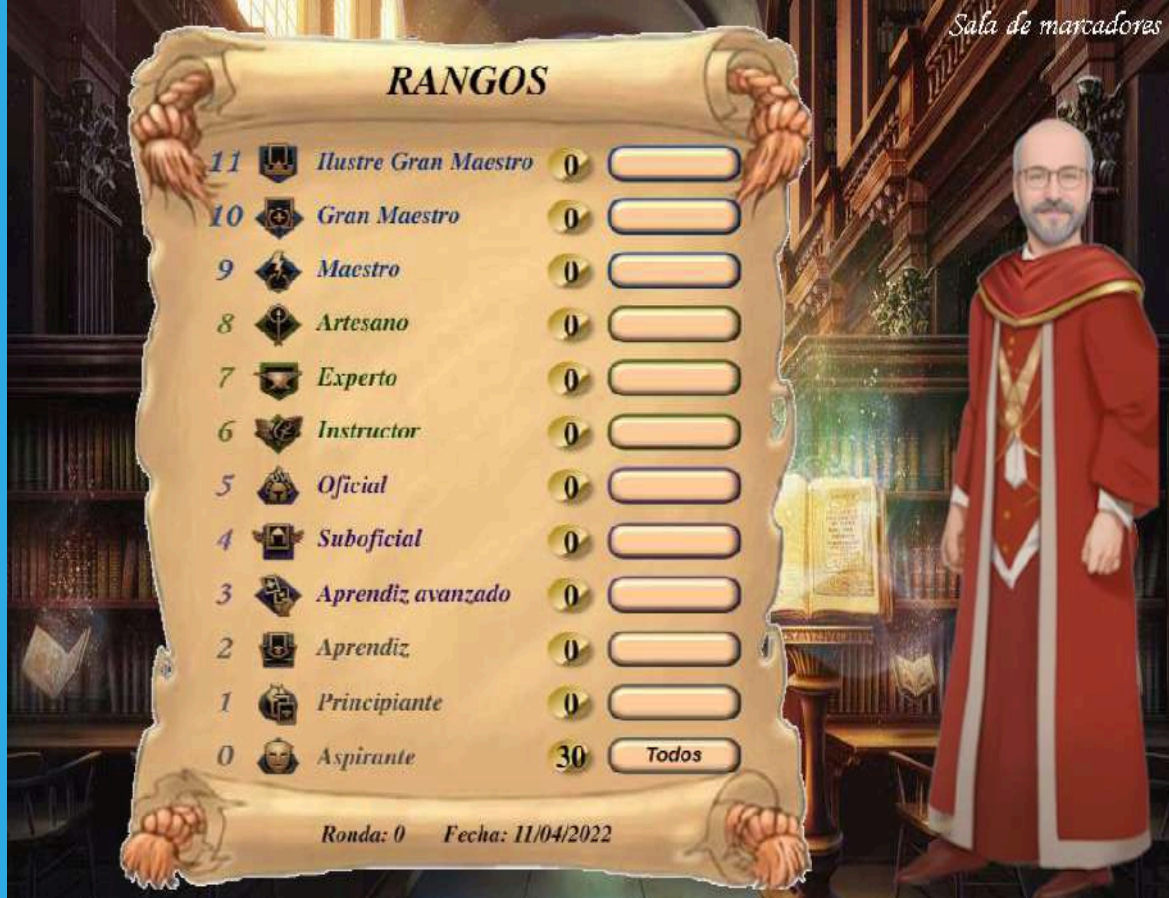 Sala de marcadores
RANGOS
11 Ilustre Gran Maestro 0
10 Gran Maestro 0
9 Maestro 0
8 Artesano 0
7 Experto 0
6 Instructor 0
5 Oficial 0
4 Suboficial 0
3 Aprendiz avanzado 0
2 Aprendiz 0
1 Principiante 0
0 Aspirante 30 Todos
Ronda: 0 Fecha: 11/04/2022